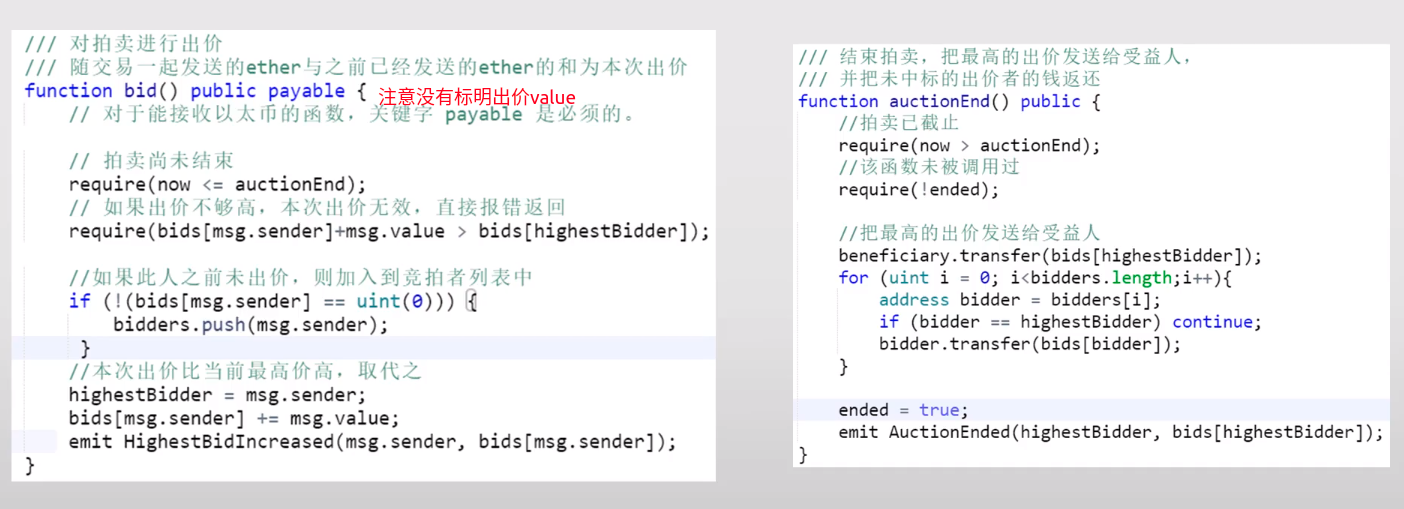 /// 对拍卖进行出价
/// 随交易一起发送的ether与之前已经发送的ether的和为本次出价
function bid() public payable {
注意没有标明出价value
// 对于能接收以太币的函数，关键字 payable 是必须的。
// 拍卖尚未结束
require(now <= auctionEnd);
// 如果出价不够高，本次出价无效，直接报错返回
require(bids[msg.sender]+msg.value > bids[highestBidder]);
//如果此人之前未出价，则加入到竞拍者列表中
if (!(bids[msg.sender] == uint(0))) {
bidders.push(msg.sender);
}
//本次出价比当前最高价高，取代之
highestBidder = msg.sender;
bids[msg.sender] += msg.value;
emit HighestBidIncreased(msg.sender, bids[msg.sender]);
}
/// 结束拍卖，把最高的出价发送给受益人，
/// 并把未中标的出价者的钱返还
function auctionEnd() public {
//拍卖已截止
require(now > auctionEnd);
//该函数未被调用过
require(!ended);
//把最高的出价发送给受益人
beneficiary.transfer(bids[highestBidder]);
for (uint i = 0; i<bidders.length;i++){
address bidder = bidders[i];
if (bidder == highestBidder) continue;
bidder.transfer(bids[bidder]);
}
ended = true;
emit AuctionEnded(highestBidder, bids[highestBidder]);
}